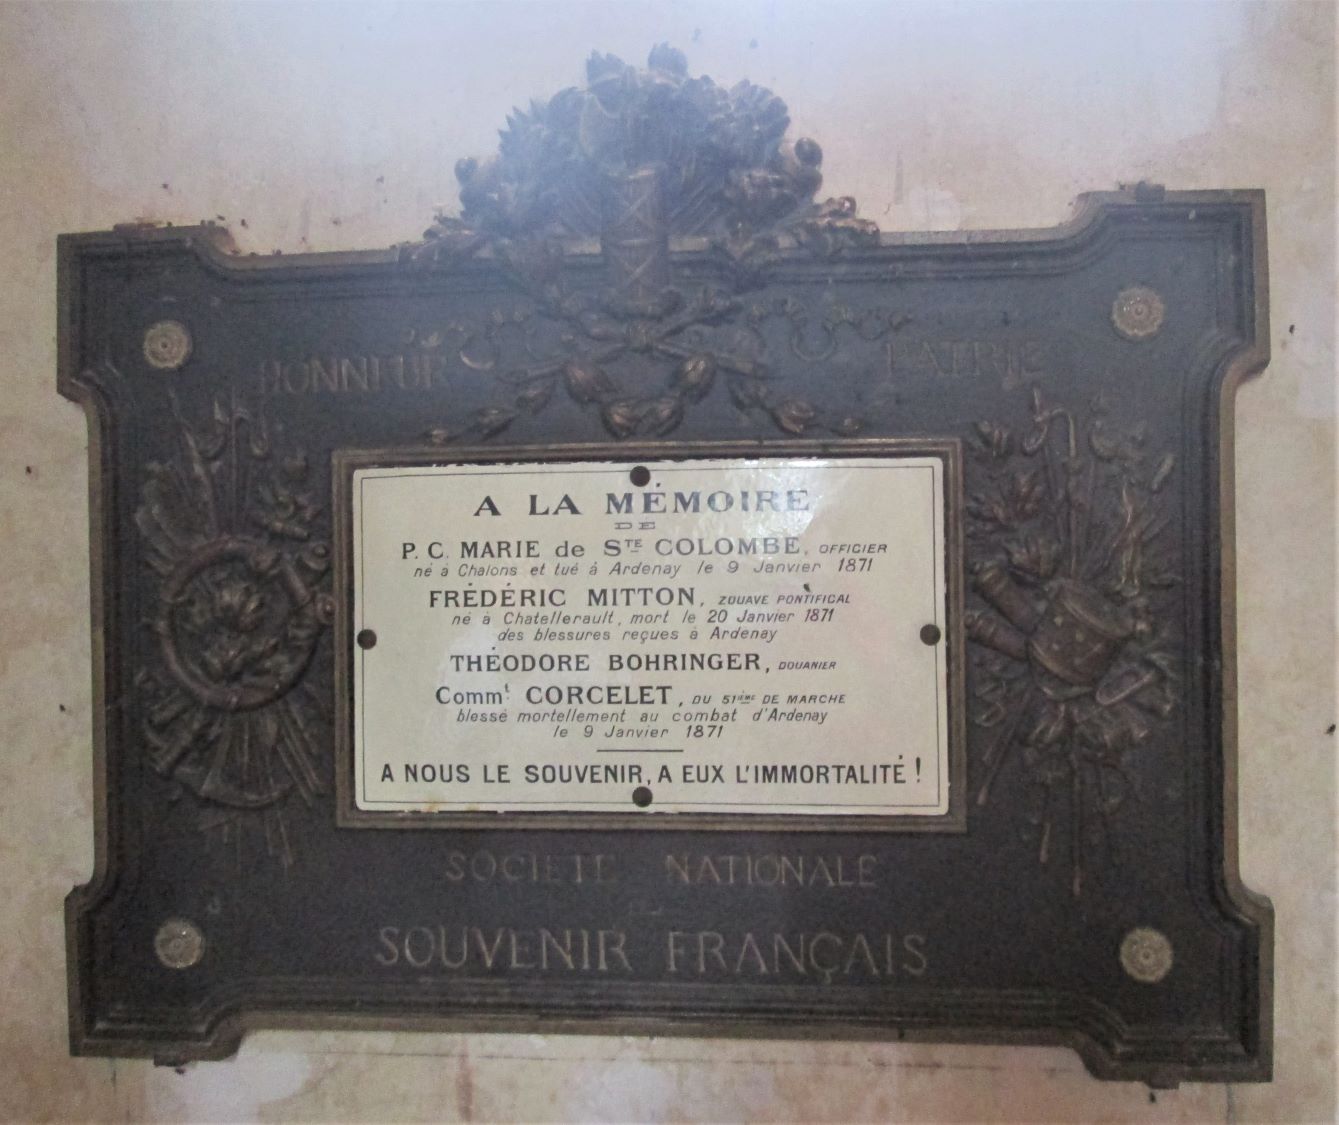 HONNEUR PATRIE
A LA MÉMOIRE
DE
P. C. MARIE de STE COLOMBE, OFFICIER
né à Chalons et tué à Ardenay le 9 Janvier 1871
FRÉDÉRIC MITTON, ZOUAVE PONTIFICAL
né à Chatellerault, mort le 20 Janvier 1871
des blessures reçues à Ardenay
THÉODORE BOHRINGER, DOUANIER
Commt CORCELET, DU 51IÈME DE MARCHE
blessé mortellement au combat d'Ardenay
le 9 Janvier 1871
A NOUS LE SOUVENIR, A EUX L'IMMORTALITÉ !
SOCIETE NATIONALE
SOUVENIR FRANÇAIS